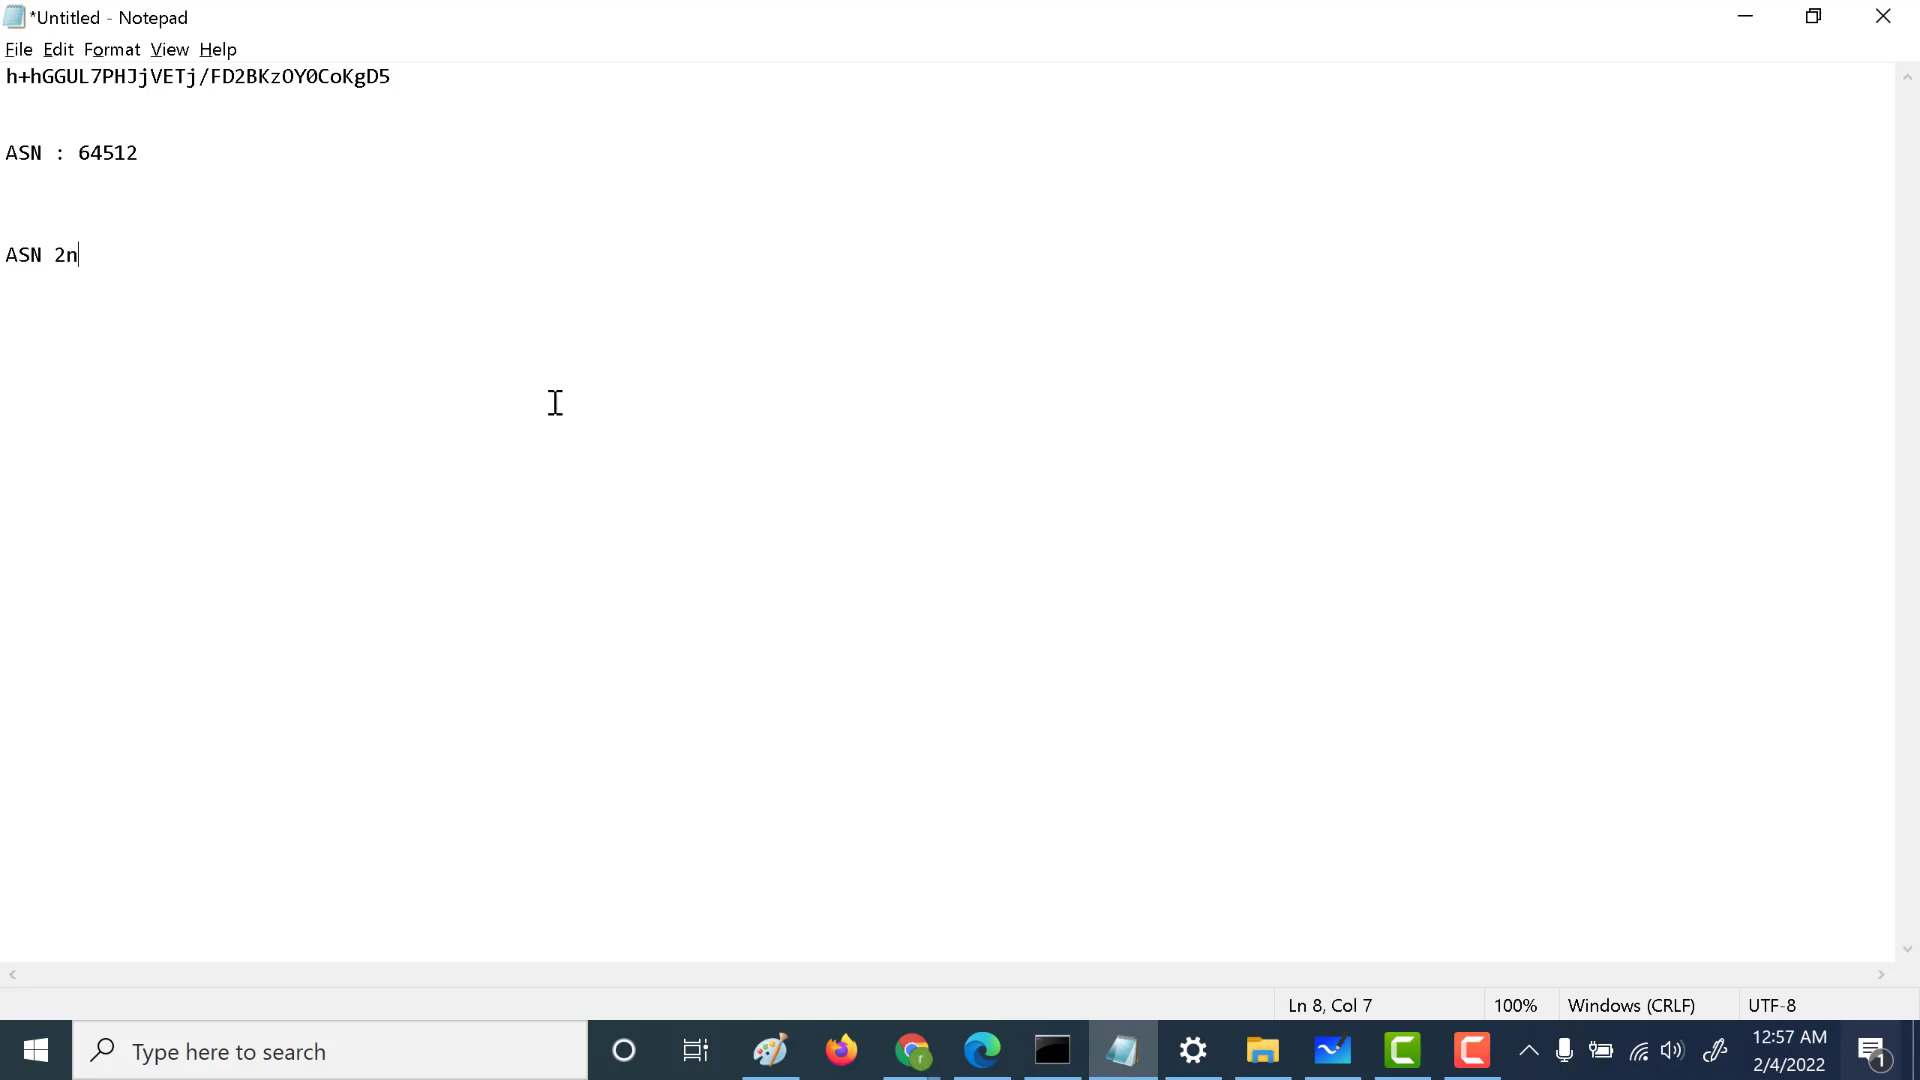 *Untitled - Notepad
File Edit Format View Help
h+hGGUL7PHJjVETj/FD2BKzOY0CoKgD5
ASN : 64512
ASN 2n
Ln 8, Col 7
100%
Windows (CRLF)
UTF-8
Type here to search
r
12:57 AM
2/4/2022
1